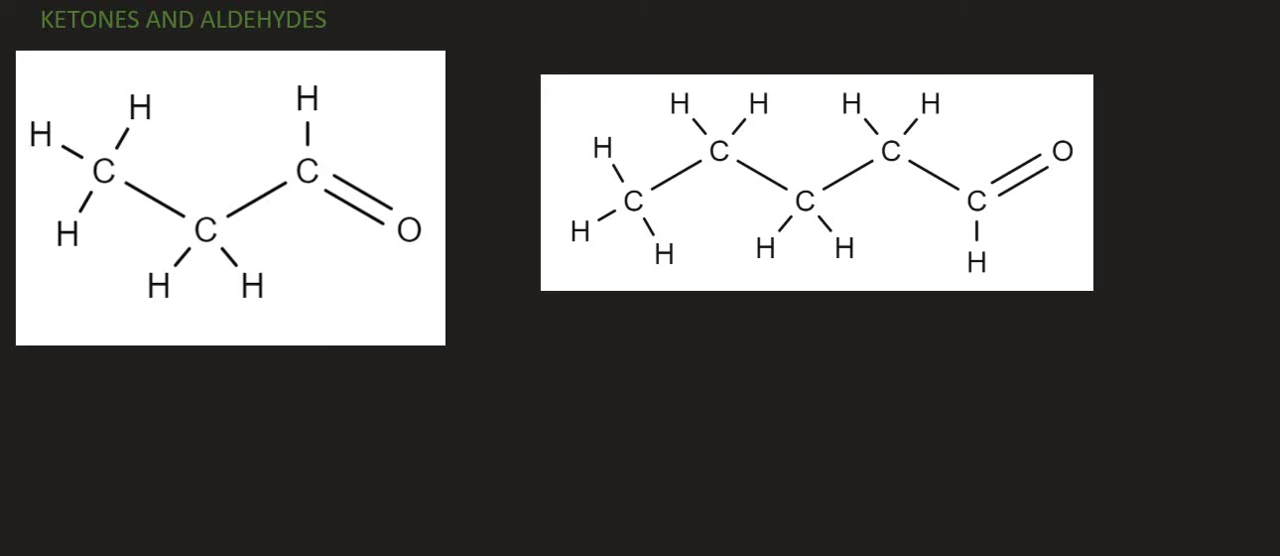 KETONES AND ALDEHYDES
H H H
H C C
H C O
H H
H H H H
H C C O
C C C
H H H H
H H